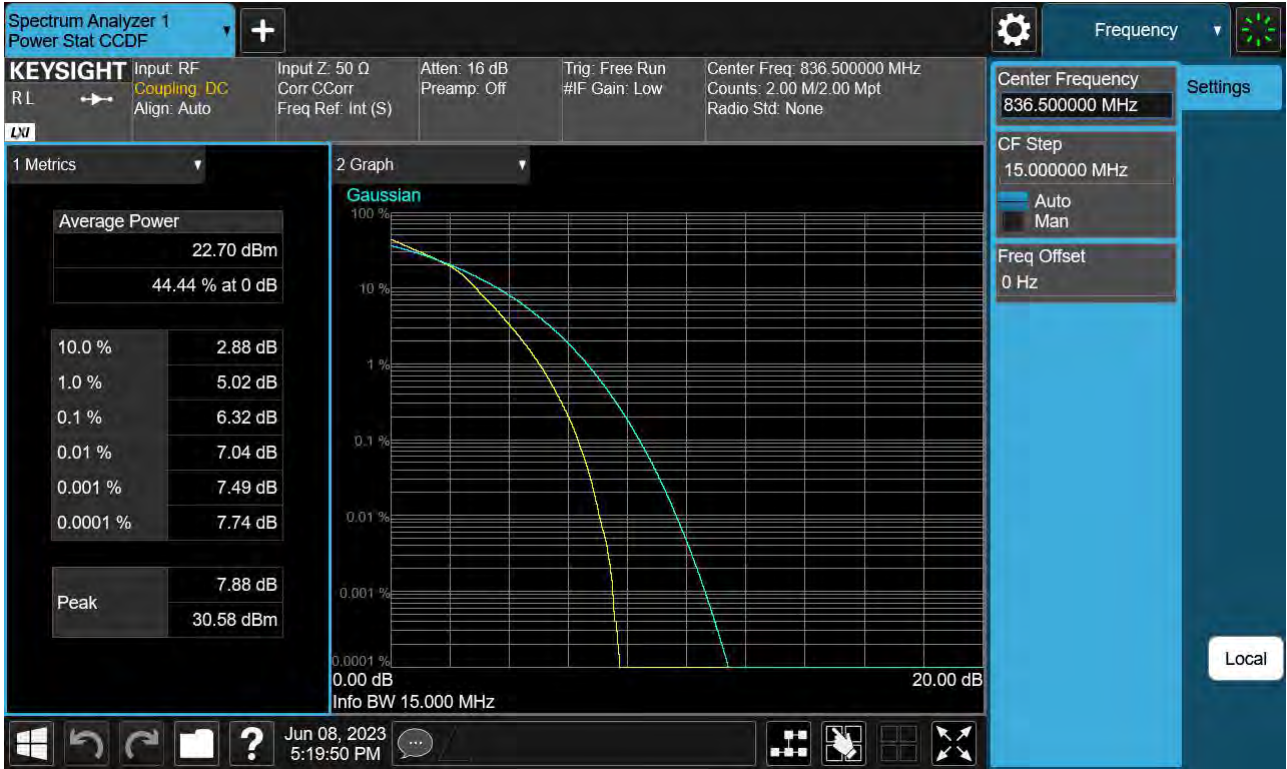 Spectrum Analyzer 1
Power Stat CCDF
+
Frequency
KEYSIGHT
RL
LXI
Input: RF
Coupling: DC
Align: Auto
Input Z: 50 Ω
Corr CCorr
Freq Ref: Int (S)
Atten: 16 dB
Preamp: Off
Trig: Free Run
#IF Gain: Low
Center Freq: 836.500000 MHz
Counts: 2.00 M/2.00 Mpt
Radio Std: None
Center Frequency
836.500000 MHz
Settings
CF Step
15.000000 MHz
Auto
Man
Freq Offset
0 Hz
Local
1 Metrics
Average Power
22.70 dBm
44.44 % at 0 dB
10.0 % 2.88 dB
1.0 % 5.02 dB
0.1 % 6.32 dB
0.01 % 7.04 dB
0.001 % 7.49 dB
0.0001 % 7.74 dB
Peak
7.88 dB
30.58 dBm
2 Graph
Gaussian
100 %
10 %
1 %
0.1 %
0.01 %
0.001 %
0.0001 %
0.00 dB 20.00 dB
Info BW 15.000 MHz
?
Jun 08, 2023
5:19:50 PM
...